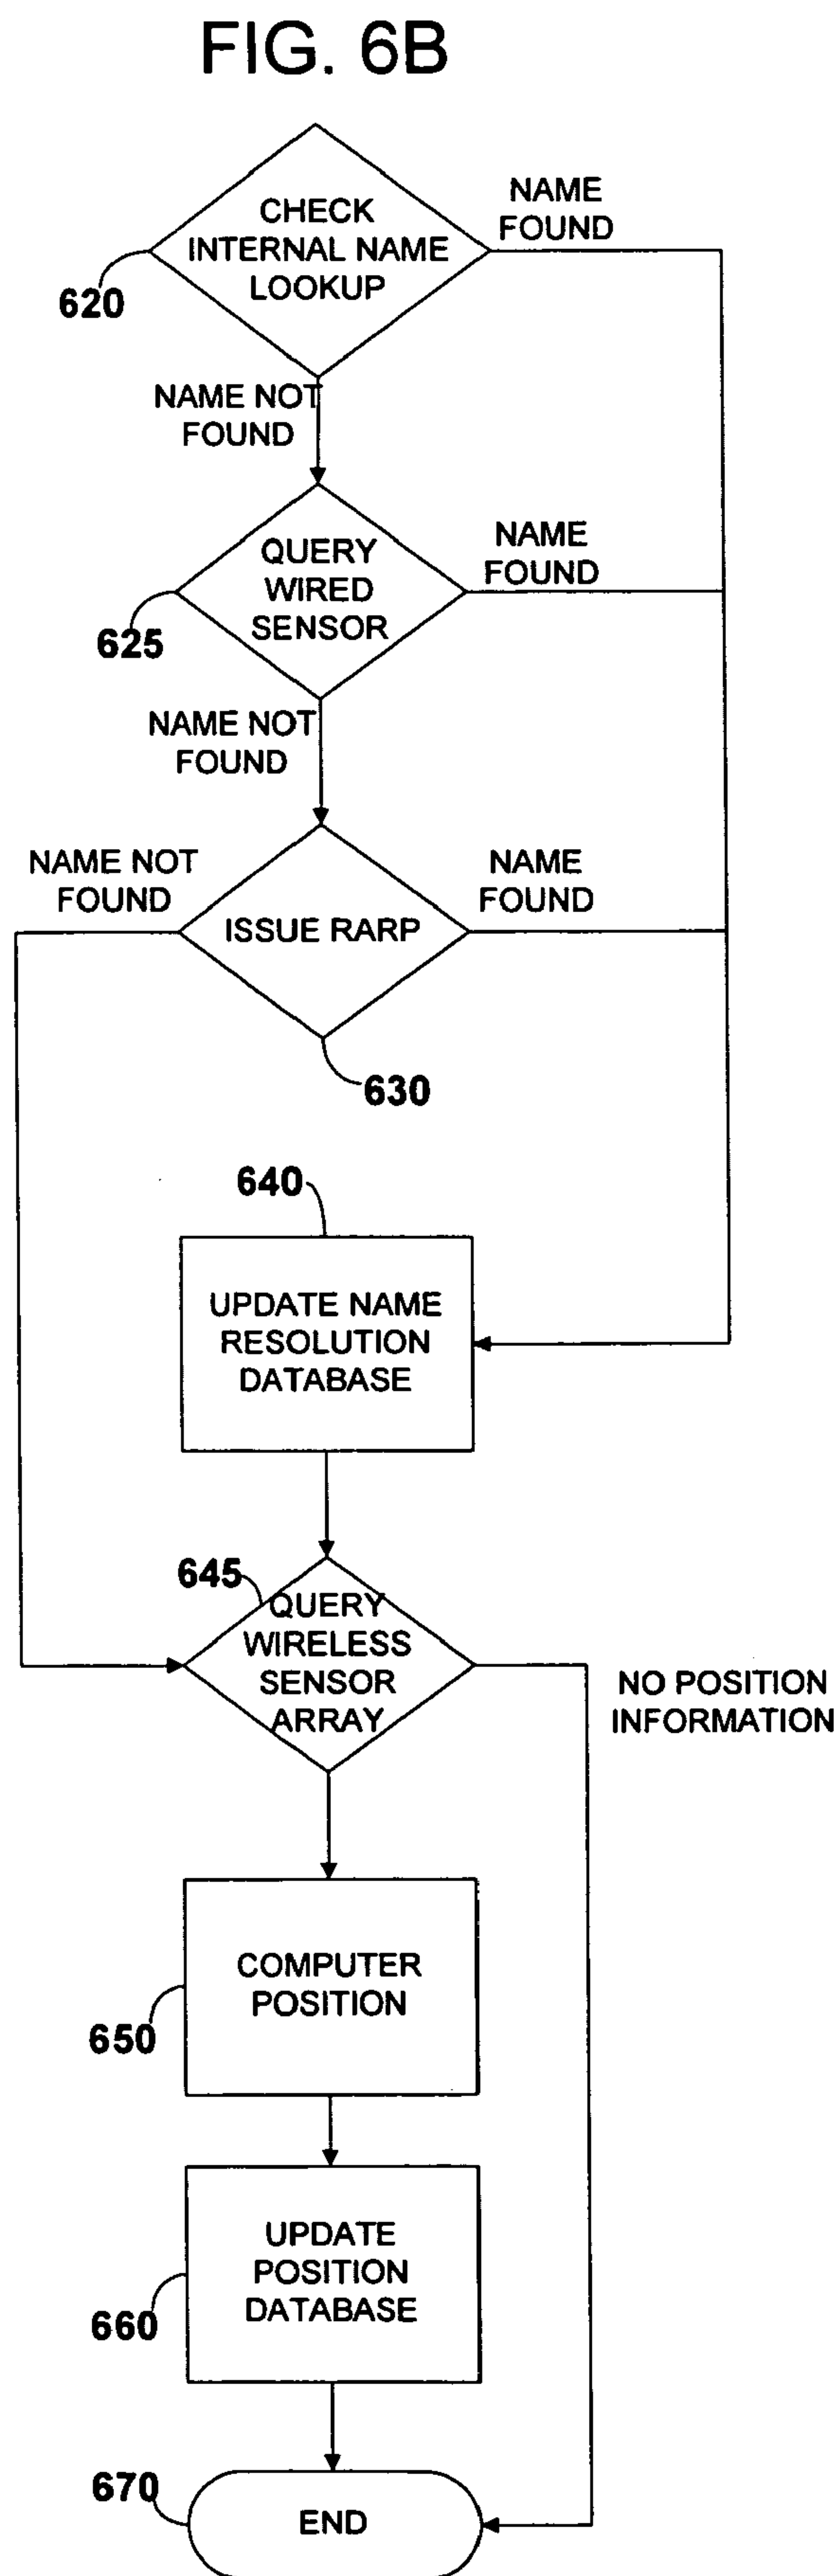 FIG. 6B
CHECK
INTERNAL NAME
LOOKUP
NAME
FOUND
620
NAME NOT
FOUND
QUERY
WIRED
SENSOR
NAME
FOUND
625
NAME NOT
FOUND
NAME NOT
FOUND
ISSUE RARP
NAME
FOUND
630
640
UPDATE NAME
RESOLUTION
DATABASE
645
QUERY
WIRELESS
SENSOR
ARRAY
NO POSITION
INFORMATION
COMPUTER
POSITION
650
UPDATE
POSITION
DATABASE
660
670
END